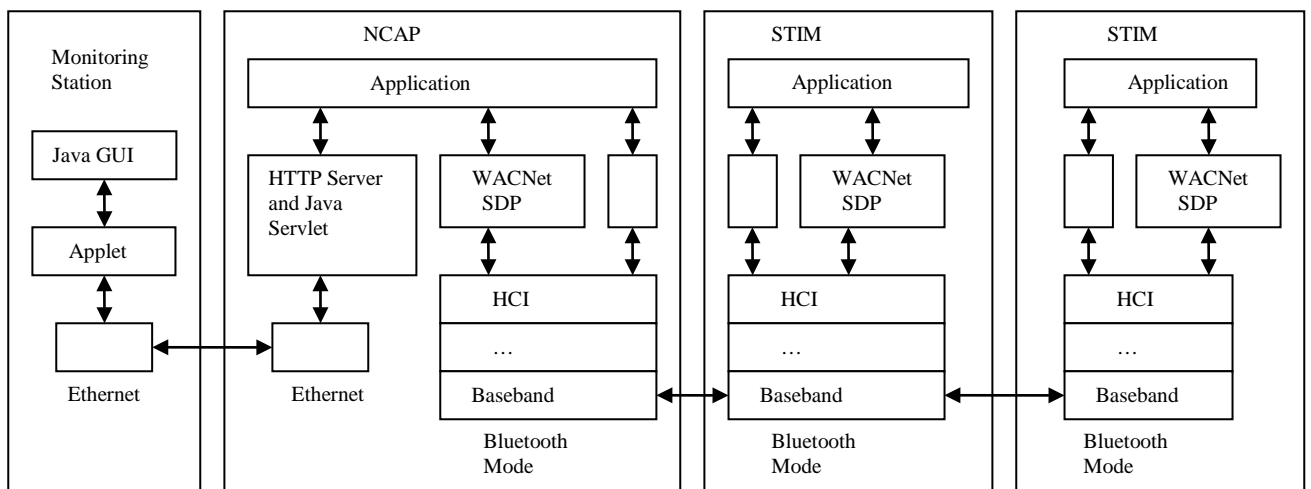 Monitoring
Station
Java GUI
Applet
Ethernet
NCAP
Application
HTTP Server
and Java
Servlet
WACNet
SDP
HCI
…
Baseband
Ethernet
Bluetooth
Mode
STIM
Application
WACNet
SDP
HCI
…
Baseband
Bluetooth
Mode
STIM
Application
WACNet
SDP
HCI
…
Baseband
Bluetooth
Mode